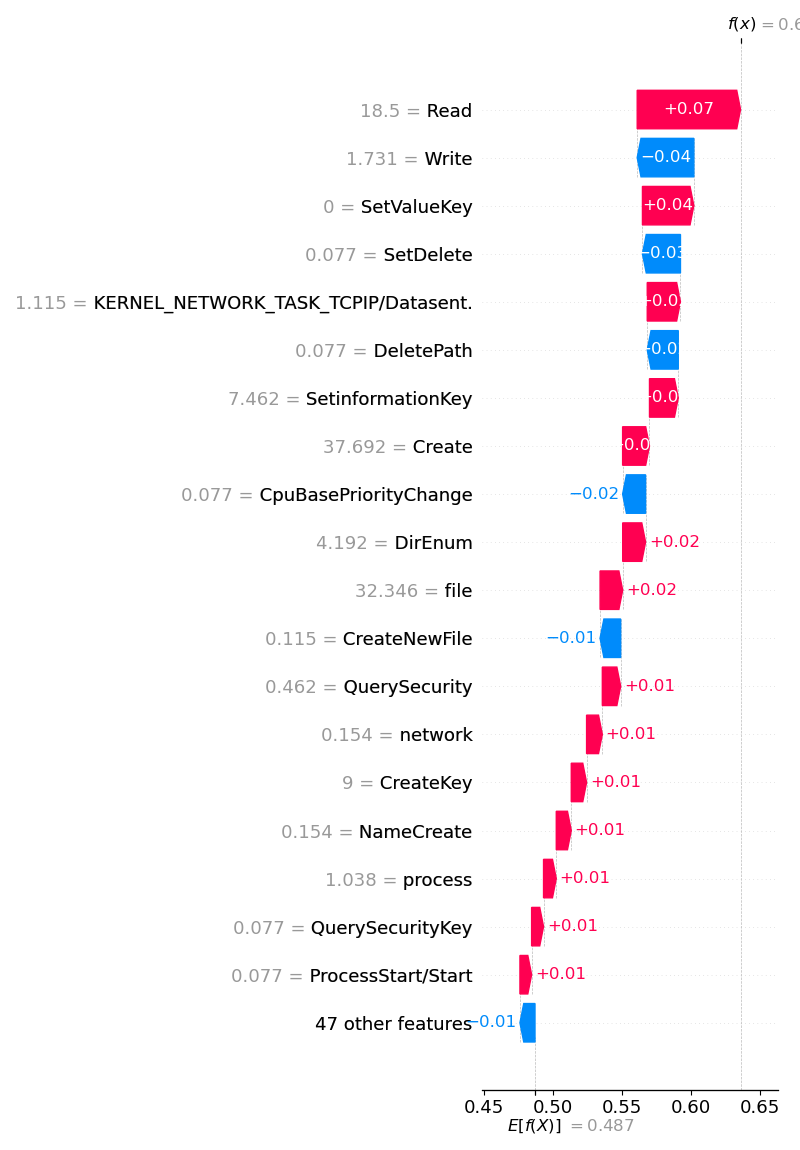 f(x) = 0.6
18.5 = Read
+0.07
1.731 = Write
−0.04
0 = SetValueKey
+0.04
0.077 = SetDelete
−0.03
1.115 = KERNEL_NETWORK_TASK_TCPIP/Datasent.
0.077 = DeletePath
7.462 = SetinformationKey
37.692 = Create
0.077 = CpuBasePriorityChange
−0.02
4.192 = DirEnum
+0.02
32.346 = file
+0.02
0.115 = CreateNewFile
−0.01
0.462 = QuerySecurity
+0.01
0.154 = network
+0.01
9 = CreateKey
+0.01
0.154 = NameCreate
+0.01
1.038 = process
+0.01
0.077 = QuerySecurityKey
+0.01
0.077 = ProcessStart/Start
+0.01
47 other features
−0.01
0.45 0.50 0.55 0.60 0.65
E[f(X)] = 0.487